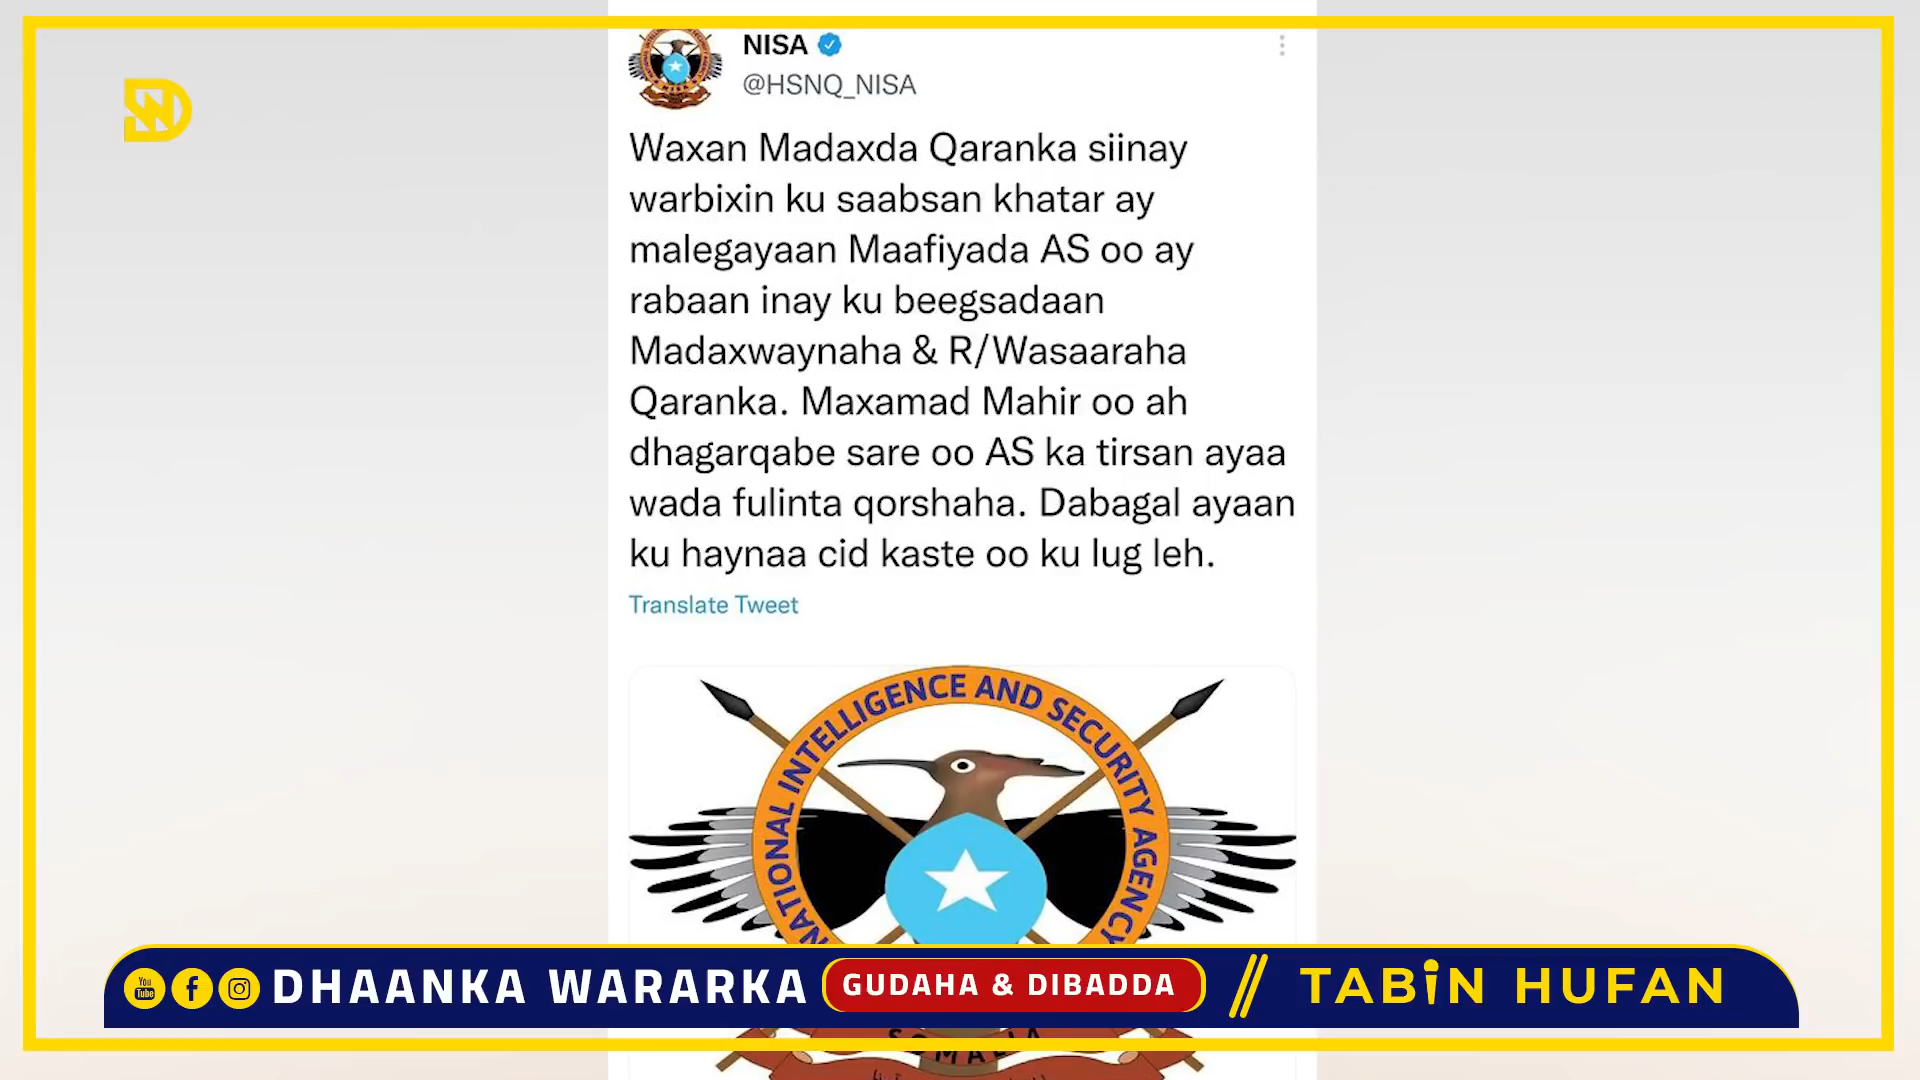 NISA
@HSNQ_NISA
Waxan Madaxda Qaranka siinay
warbixin ku saabsan khatar ay
malegayaan Maafiyada AS oo ay
rabaan inay ku beegsadaan
Madaxwaynaha & R/Wasaaraha
Qaranka. Maxamad Mahir oo ah
dhagarqabe sare oo AS ka tirsan ayaa
wada fulinta qorshaha. Dabagal ayaan
ku haynaa cid kaste oo ku lug leh.
Translate Tweet
NATIONAL INTELLIGENCE AND SECURITY AGENCY
You Tube DHAANKA WARARKA GUDAHA & DIBADDA // TABIN HUFAN
SOMALIA